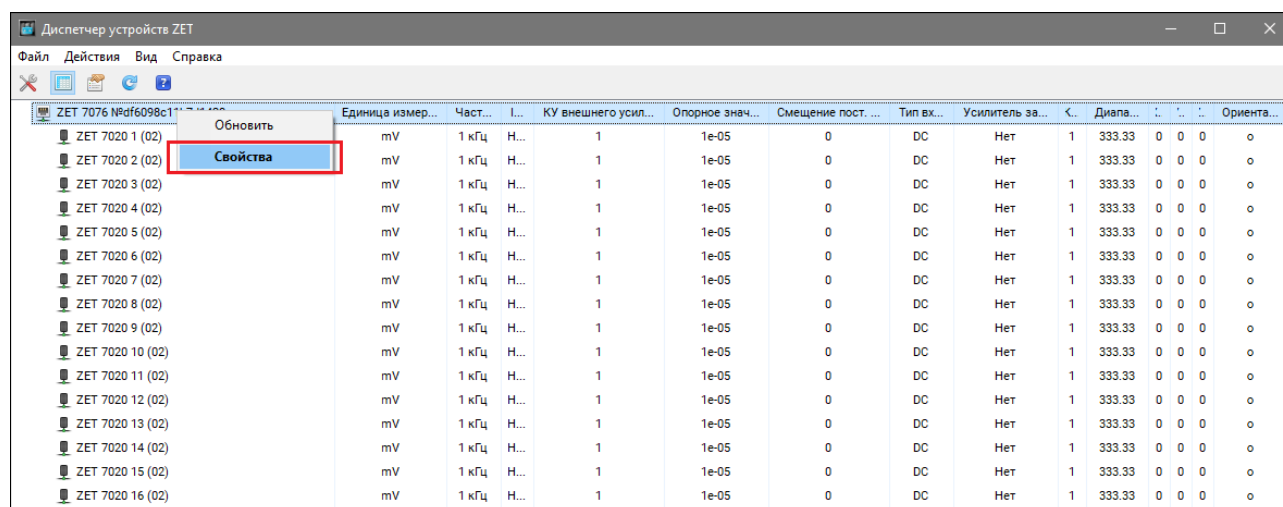 Диспетчер устройств ZET
Файл Действия Вид Справка
ZET 7076 №df6098c11 Единица измер... Част... I... КУ внешнего усил... Опорное знач... Смещение пост. ... Тип вх... Усилитель за... Диапа... Ориента...
Обновить
ZET 7020 1 (02) mV 1 кГц Н... 1 1e-05 0 DC Нет 1 333.33 0 0 0 o
Свойства
ZET 7020 2 (02) mV 1 кГц Н... 1 1e-05 0 DC Нет 1 333.33 0 0 0 o
ZET 7020 3 (02) mV 1 кГц Н... 1 1e-05 0 DC Нет 1 333.33 0 0 0 o
ZET 7020 4 (02) mV 1 кГц Н... 1 1e-05 0 DC Нет 1 333.33 0 0 0 o
ZET 7020 5 (02) mV 1 кГц Н... 1 1e-05 0 DC Нет 1 333.33 0 0 0 o
ZET 7020 6 (02) mV 1 кГц Н... 1 1e-05 0 DC Нет 1 333.33 0 0 0 o
ZET 7020 7 (02) mV 1 кГц Н... 1 1e-05 0 DC Нет 1 333.33 0 0 0 o
ZET 7020 8 (02) mV 1 кГц Н... 1 1e-05 0 DC Нет 1 333.33 0 0 0 o
ZET 7020 9 (02) mV 1 кГц Н... 1 1e-05 0 DC Нет 1 333.33 0 0 0 o
ZET 7020 10 (02) mV 1 кГц Н... 1 1e-05 0 DC Нет 1 333.33 0 0 0 o
ZET 7020 11 (02) mV 1 кГц Н... 1 1e-05 0 DC Нет 1 333.33 0 0 0 o
ZET 7020 12 (02) mV 1 кГц Н... 1 1e-05 0 DC Нет 1 333.33 0 0 0 o
ZET 7020 13 (02) mV 1 кГц Н... 1 1e-05 0 DC Нет 1 333.33 0 0 0 o
ZET 7020 14 (02) mV 1 кГц Н... 1 1e-05 0 DC Нет 1 333.33 0 0 0 o
ZET 7020 15 (02) mV 1 кГц Н... 1 1e-05 0 DC Нет 1 333.33 0 0 0 o
ZET 7020 16 (02) mV 1 кГц Н... 1 1e-05 0 DC Нет 1 333.33 0 0 0 o